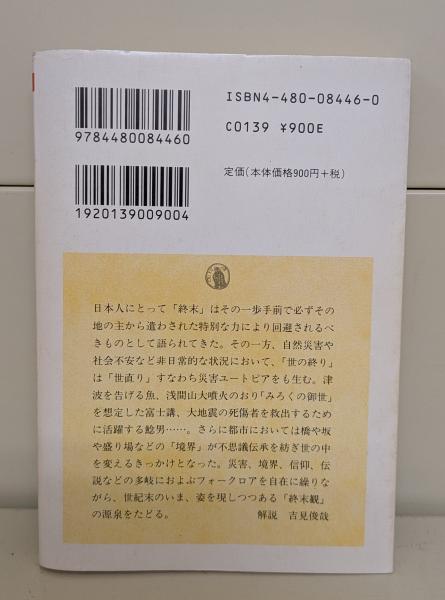 ISBN4-480-08446-0
C0139 ¥900E
9784480084460
定価(本体価格900円+税)
1920139009004
日本人にとって「終末」はその一歩手前で必ずその
地の主から遣わされた特別な力により回避されるべ
きものとして語られてきた。その一方、自然災害や
社会不安など非日常的な状況において、「世の終り」
は「世直り」すなわち災害ユートピアをも生む。津
波を告げる魚、浅間山大噴火のおり「みろくの御世」
を想定した富士講、大地震の死傷者を救出するために
に活躍する鯰男……。さらに都市においては橋や坂
や盛り場などの「境界」が不思議伝承を紡ぎ世の中
を変えるきっかけとなった。災害、境界、信仰、伝
説などの多岐におよぶフォークロアを自在に繰りな
がら、世紀末のいま、姿を現しつつある「終末観」
の源泉をたどる。 解説 吉見俊哉